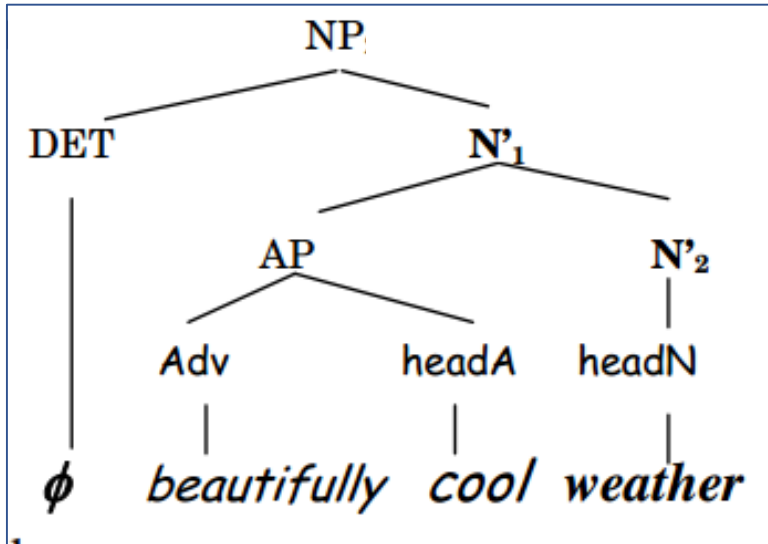 NP
DET N'₁
AP N'₂
Adv headA headN
ϕ beautifully cool weather